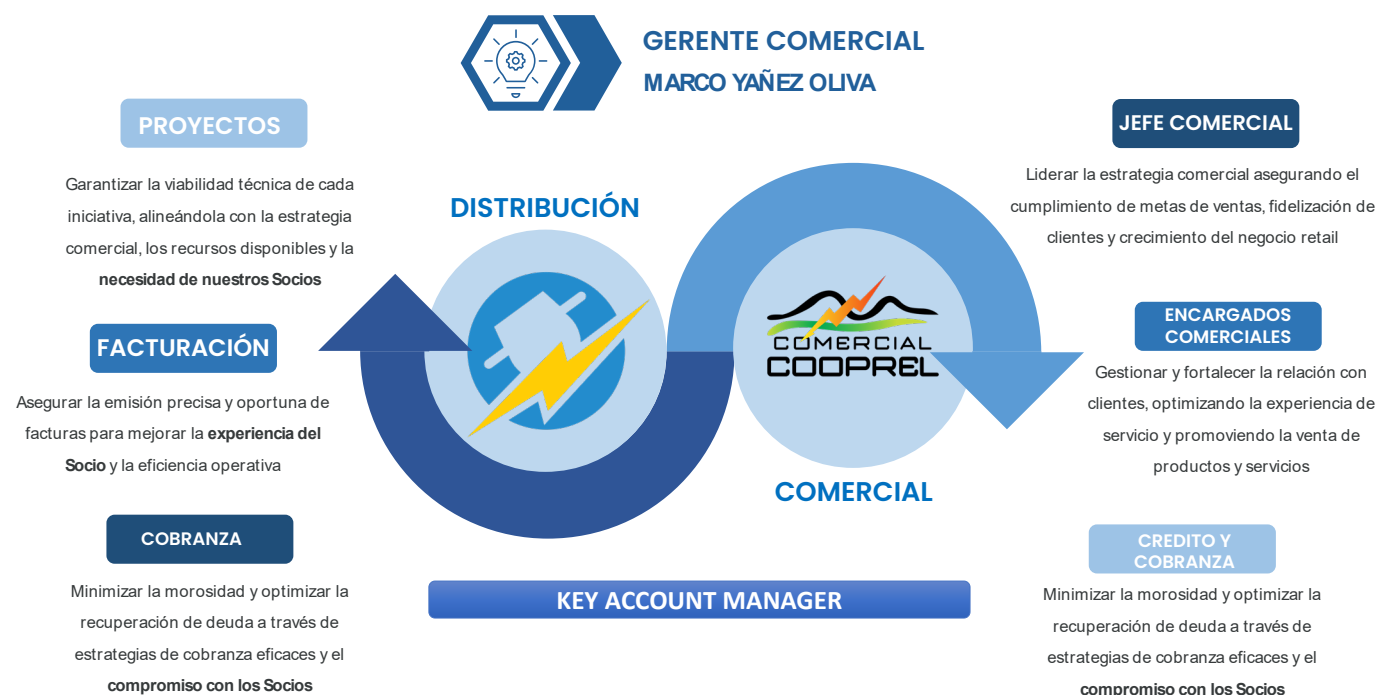 GERENTE COMERCIAL
MARCO YAÑEZ OLIVA
PROYECTOS
Garantizar la viabilidad técnica de cada
iniciativa, alineándola con la estrategia
comercial, los recursos disponibles y la
necesidad de nuestros Socios
FACTURACIÓN
Asegurar la emisión precisa y oportuna de
facturas para mejorar la experiencia del
Socio y la eficiencia operativa
COBRANZA
Minimizar la morosidad y optimizar la
recuperación de deuda a través de
estrategias de cobranza eficaces y el
compromiso con los Socios
DISTRIBUCIÓN
COMERCIAL
COOPREL
COMERCIAL
KEY ACCOUNT MANAGER
JEFE COMERCIAL
Liderar la estrategia comercial asegurando el
cumplimiento de metas de ventas, fidelización de
clientes y crecimiento del negocio retail
ENCARGADOS
COMERCIALES
Gestionar y fortalecer la relación con
clientes, optimizando la experiencia de
servicio y promoviendo la venta de
productos y servicios
CREDITO Y
COBRANZA
Minimizar la morosidad y optimizar la
recuperación de deuda a través de
estrategias de cobranza eficaces y el
compromiso con los Socios